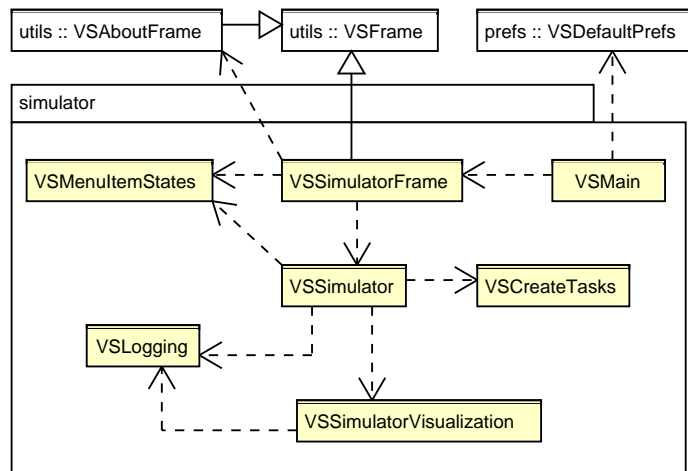 utils :: VSAboutFrame
utils :: VSFrame
prefs :: VSDefaultPrefs
simulator
VSMenuItemStates
VSSimulatorFrame
VSMain
VSSimulator
VSCreateTasks
VSLogging
VSSimulatorVisualization